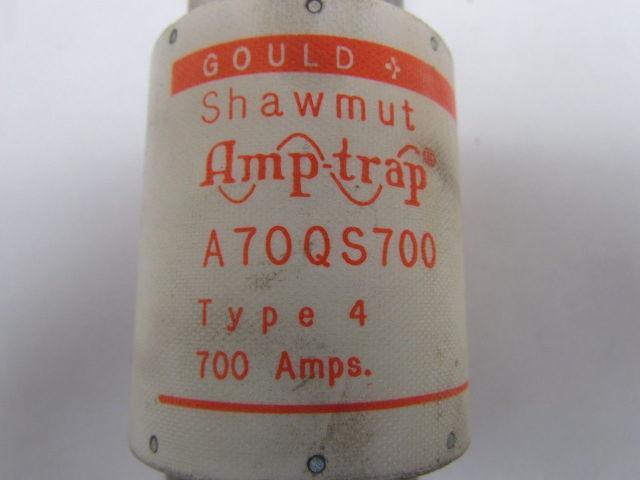 GOULD
Shawmut
Amp-trap®
A70QS700
Type 4
700 Amps.